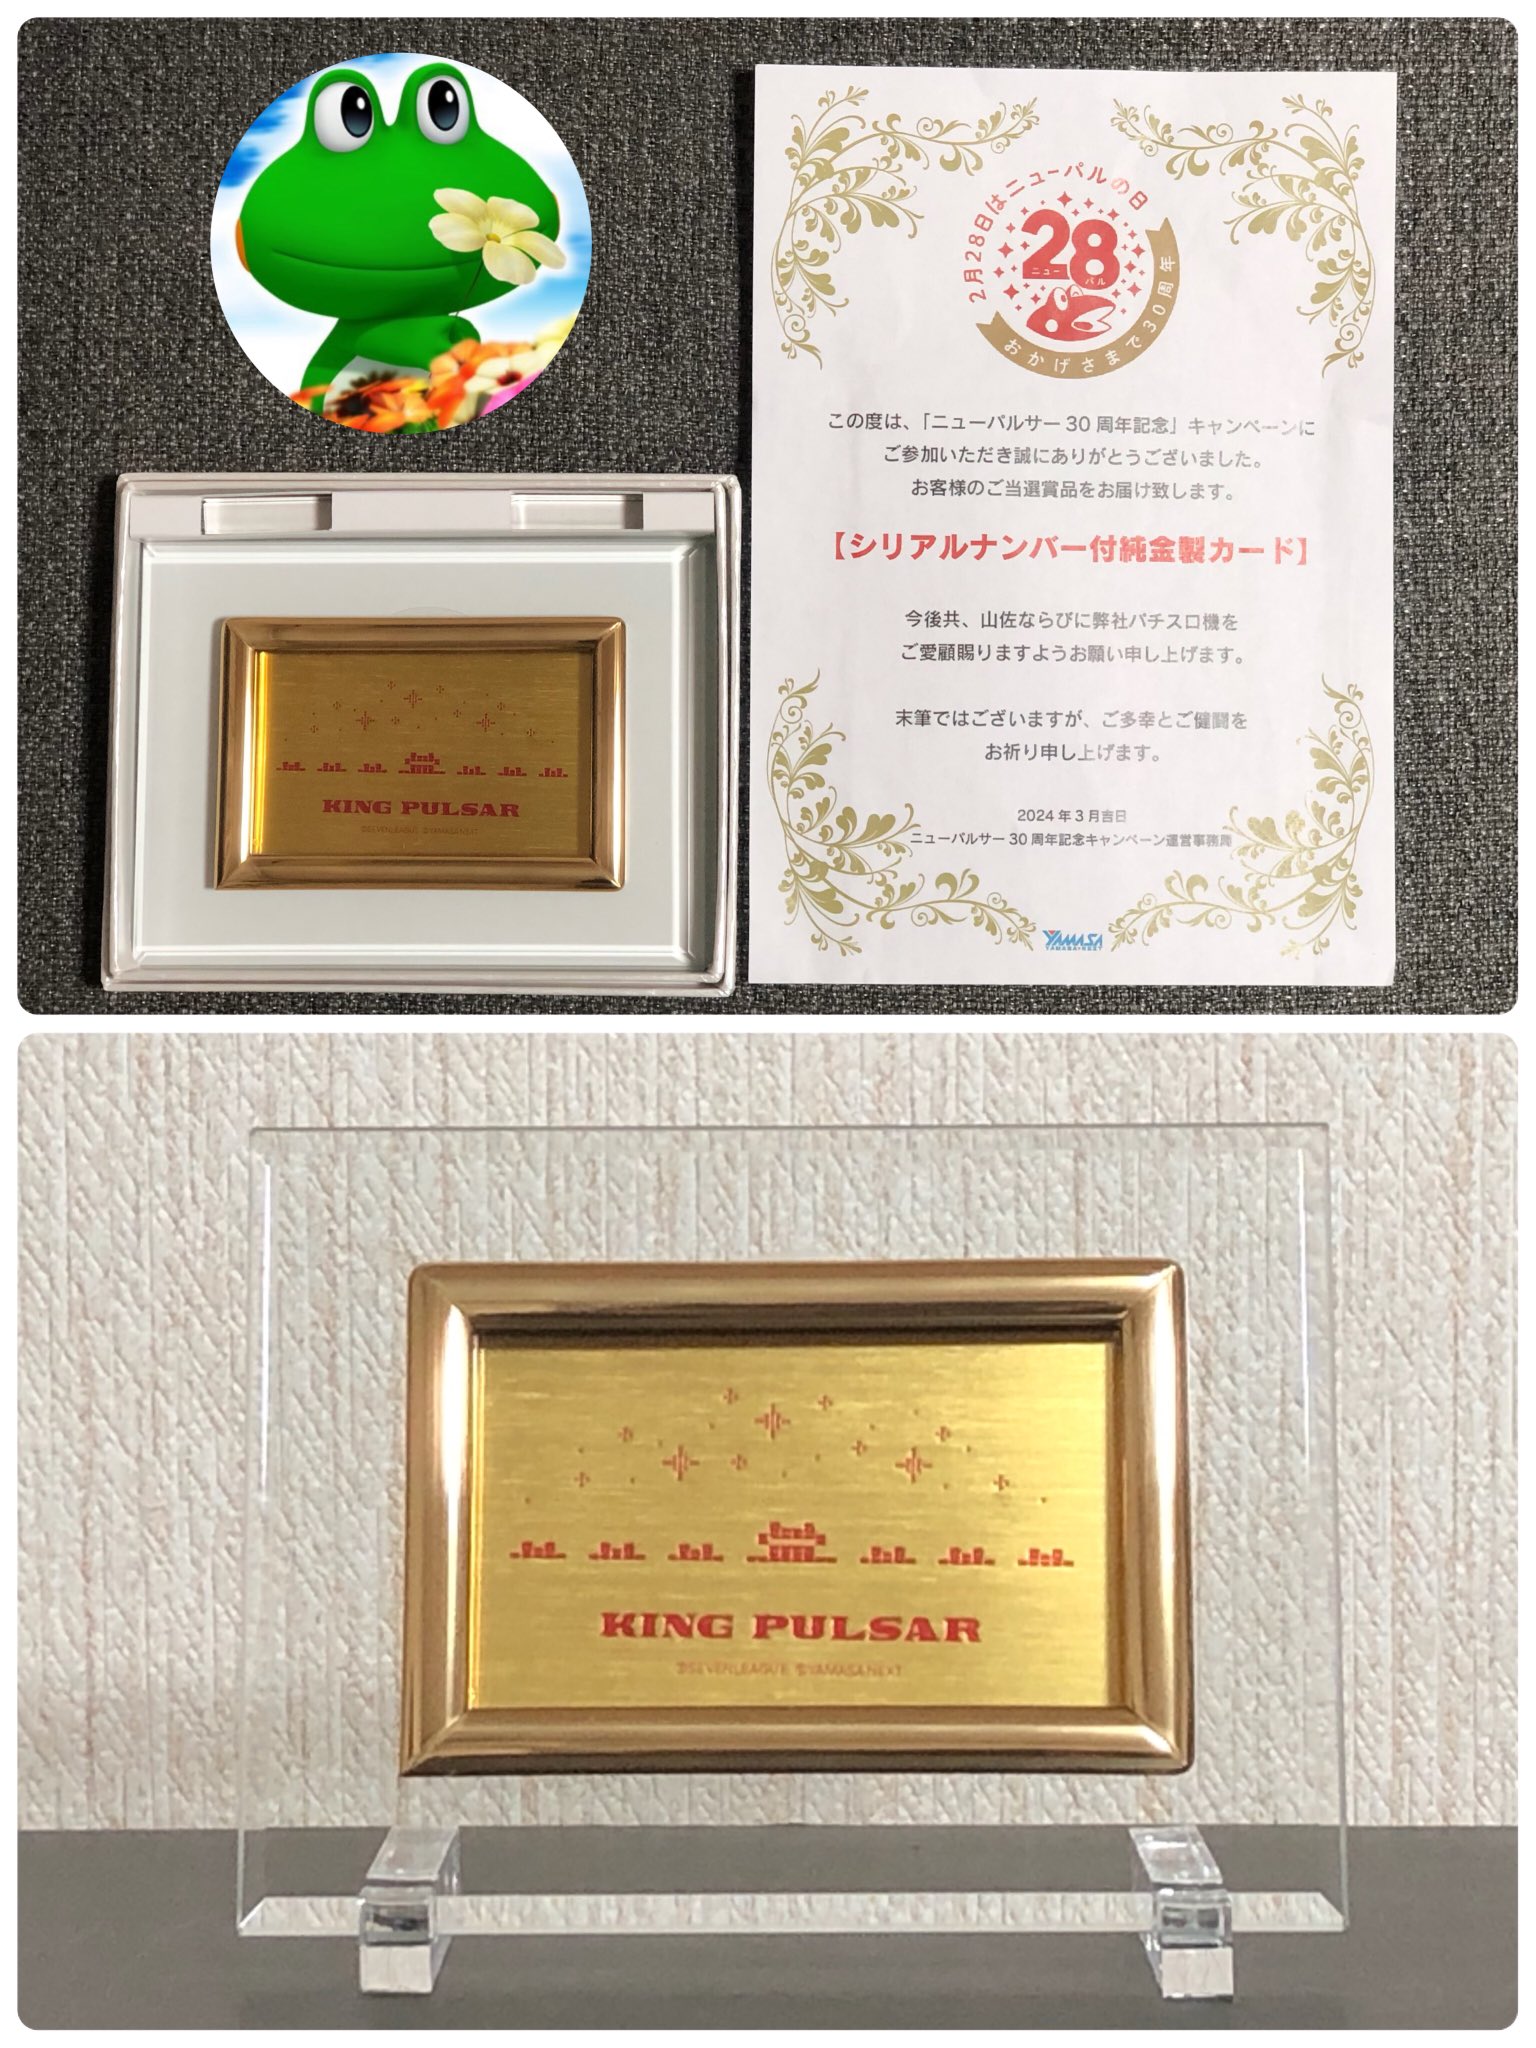 2月28日はニューパルの日
28
ニュー
パル
おかげさまで30周年
この度は、「ニューパルサー30周年記念」キャンペーンに
ご参加いただき誠にありがとうございました。
お客様のご当選賞品をお届け致します。
【シリアルナンバー付純金製カード】
今後共、山佐ならびに弊社パチスロ機を
ご愛顧賜りますようお願い申し上げます。
末筆ではございますが、ご多幸とご健闘を
お祈り申し上げます。
2024年3月吉日
ニューパルサー30周年記念キャンペーン運営事務局
YAMASA
YAMASA NEXT
KING PULSAR
©SEVENLEAGUE ©YAMASA NEXT
KING PULSAR
©SEVENLEAGUE ©YAMASA NEXT